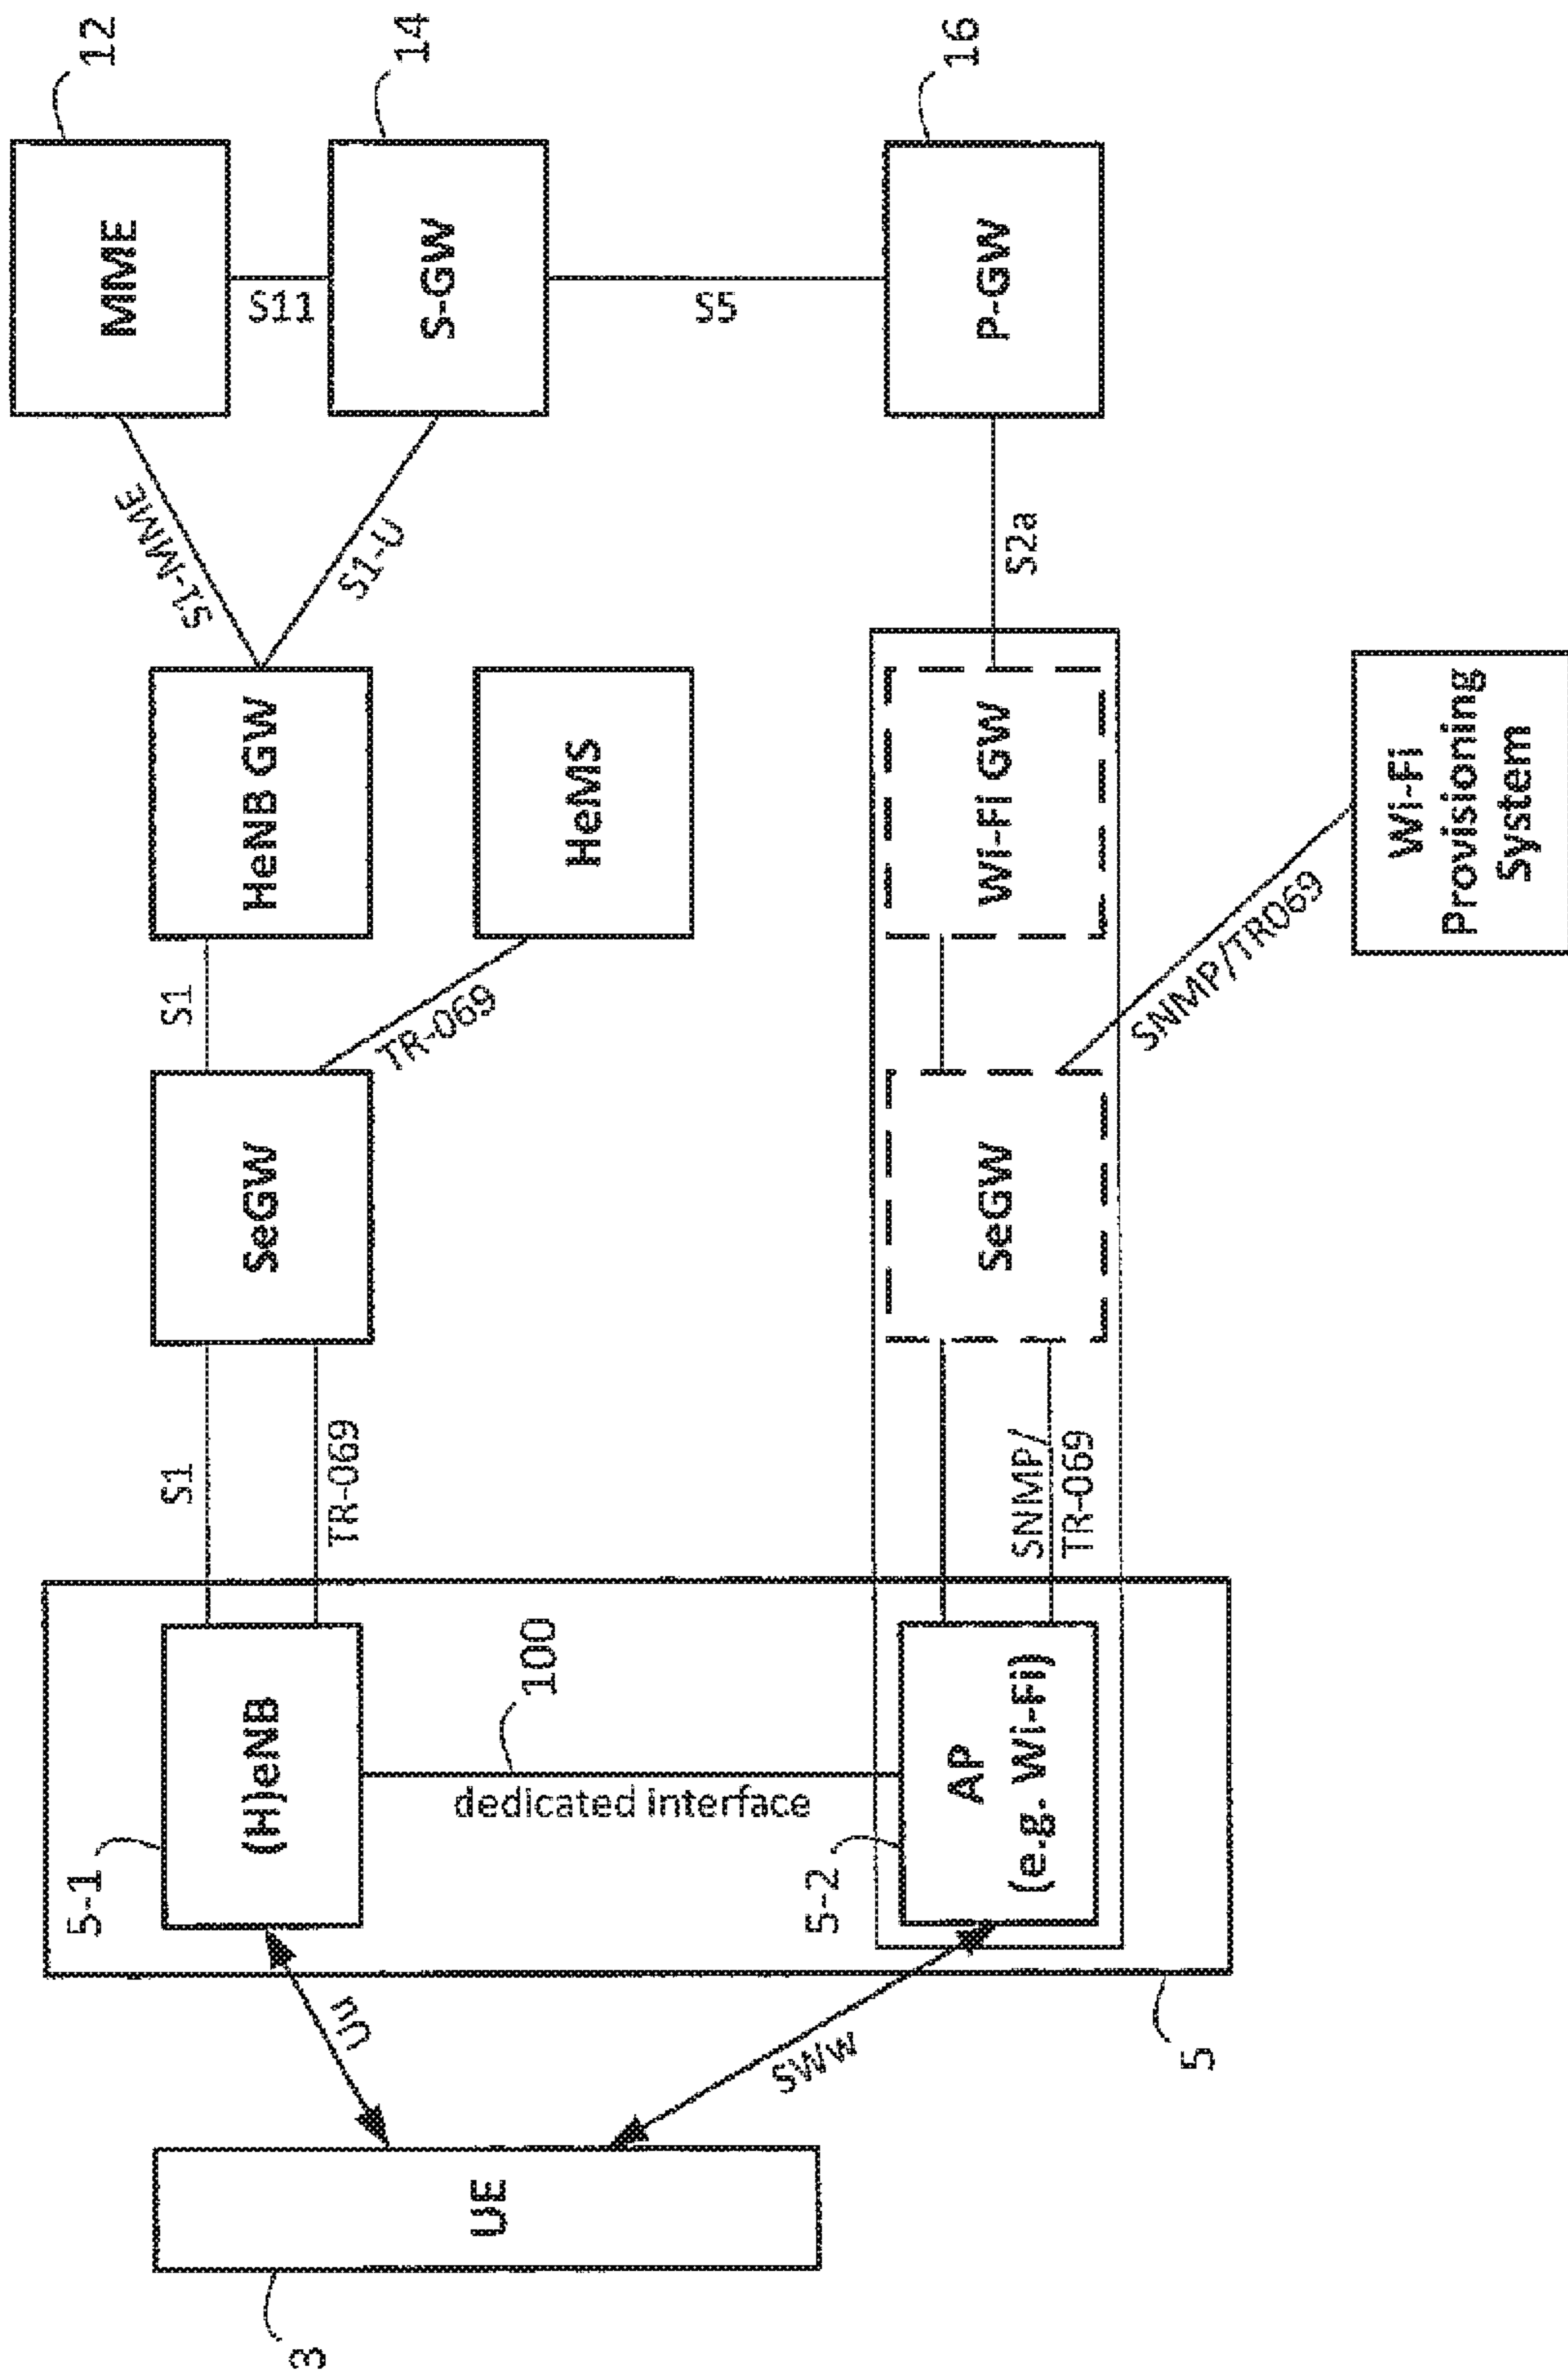 12
MME
S1-MME
S11
14
S-GW
S1-U
S5
16
P-GW
S2a
HeNB GW
HeMS
S1
TR-069
SeGW
S1
TR-069
Wi-Fi GW
SeGW
SNMP/TR069
Wi-Fi
Provisioning
System
SNMP/
TR-069
5-1
(H)eNB
100
dedicated interface
5-2
AP
(e.g. Wi-Fi)
5
Uu
SWw
UE
3